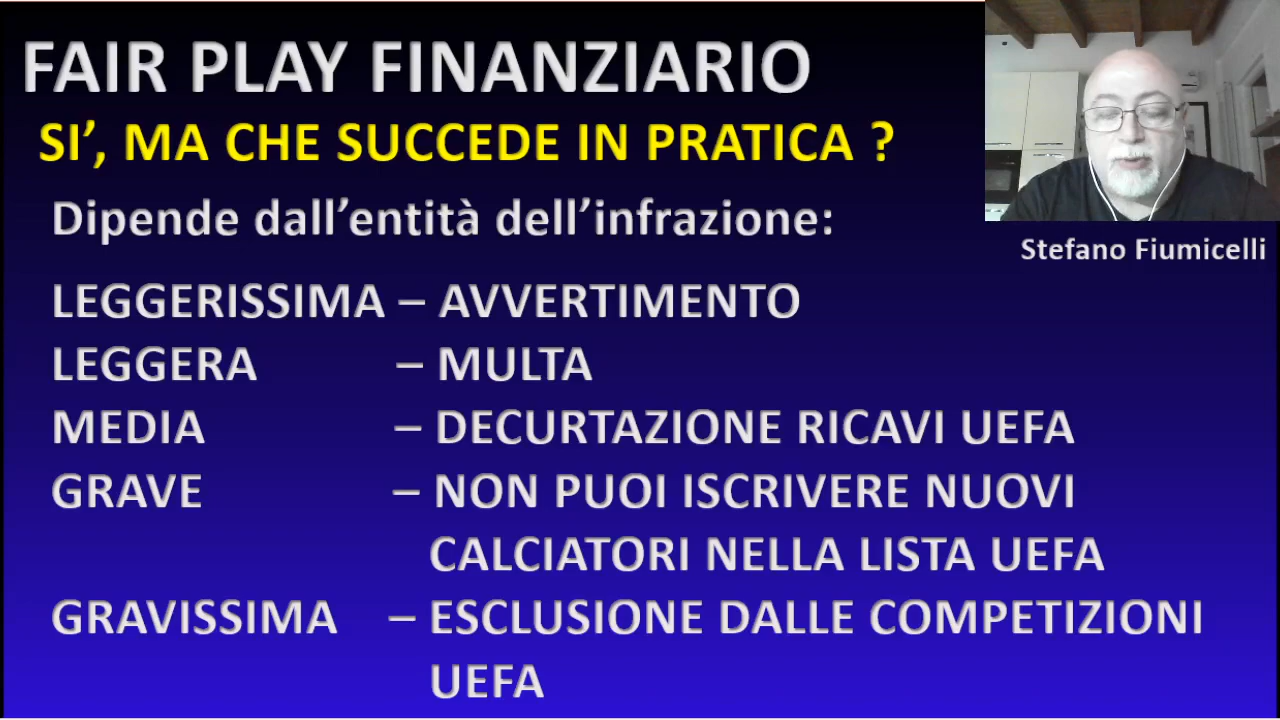 FAIR PLAY FINANZIARIO
SI’, MA CHE SUCCEDE IN PRATICA ?
Dipende dall’entità dell’infrazione:
Stefano Fiumicelli
LEGGERISSIMA – AVVERTIMENTO
LEGGERA – MULTA
MEDIA – DECURTAZIONE RICAVI UEFA
GRAVE – NON PUOI ISCRIVERE NUOVI
CALCIATORI NELLA LISTA UEFA
GRAVISSIMA – ESCLUSIONE DALLE COMPETIZIONI
UEFA